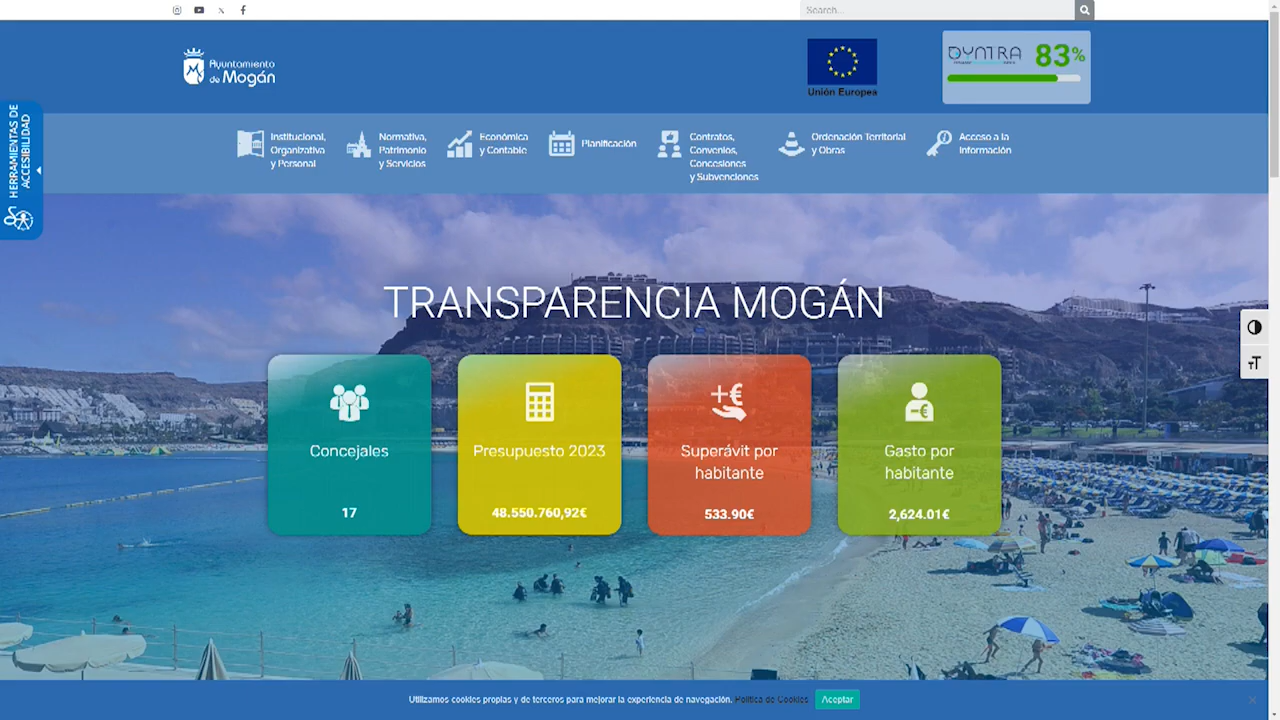 Search...
Ayuntamiento
de Mogán
Unión Europea
DYNTRA 83%
HERRAMIENTAS DE
ACCESIBILIDAD
Institucional,
Organizativa
y Personal
Normativa,
Patrimonio
y Servicios
Económica
y Contable
Planificación
Contratos,
Convenios,
Concesiones
y Subvenciones
Ordenación Territorial
y Obras
Acceso a la
Información
TRANSPARENCIA MOGÁN
Concejales
17
Presupuesto 2023
48.550.760,92€
Superávit por
habitante
533.90€
Gasto por
habitante
2,624.01€
Utilizamos cookies propias y de terceros para mejorar la experiencia de navegación. Política de Cookies Aceptar